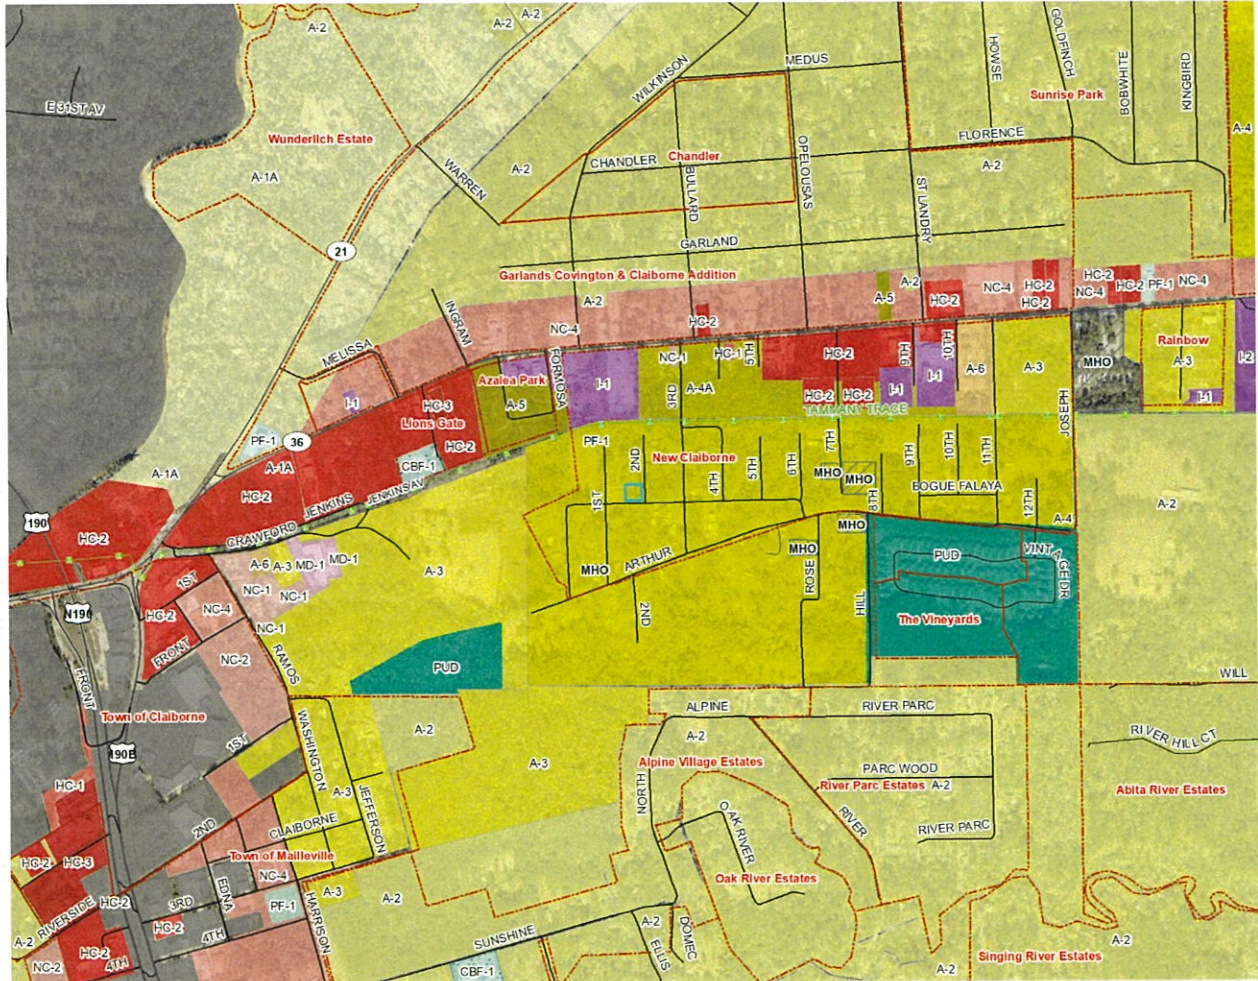 A-2
A-2
A-2
E 31ST AV
Wunderlich Estate
A-1A
21
WARREN
A-2
WILKINSON
MEDUS
CHANDLER
Chandler
BULLARD
OPELOUSAS
ST LANDRY
HOWSE
GOLDFINCH
BOBWHITE
KINGBIRD
Sunrise Park
FLORENCE
A-2
A-4
GARLAND
Garlands Covington & Claiborne Addition
A-2
NC-4
HC-2
A-5
A-2
HC-2
NC-4
HC-2
HC-2
HC-2
NC-4
HC-2
PF-1
NC-4
INGRAM
MELISSA
FORMOSA
I-1
Azalea Park
A-5
HC-3
Lions Gate
HC-2
CBF-1
PF-1
36
A-1A
A-1A
HC-2
I-1
NC-1
HC-1
5TH
3RD
A-4A
HC-2
HC-2
HC-2
9TH
10TH
I-1
I-1
A-6
A-3
MHO
Rainbow
A-3
I-1
I-2
JOSEPH
TAMMANY TRACE
190
HC-2
CRAWFORD
JENKINS
JENKINS AV
PF-1
New Claiborne
1ST
2ND
4TH
5TH
6TH
7TH
MHO
MHO
8TH
9TH
10TH
11TH
12TH
BOGUE FALAYA
A-4
A-2
N190
1ST
HC-2
FRONT
FRONT
NC-4
NC-2
A-6
A-3
MD-1
MD-1
NC-1
NC-1
NC-1
A-3
RAMOS
PUD
MHO
ARTHUR
2ND
MHO
MHO
ROSE
HILL
PUD
VINTAGE DR
The Vineyards
WILL
Town of Claiborne
190B
1ST
WASHINGTON
JEFFERSON
A-3
A-2
A-3
ALPINE
A-2
Alpine Village Estates
NORTH
RIVER PARC
PARC WOOD
River Parc Estates
A-2
RIVER
RIVER PARC
RIVER HILL CT
Abita River Estates
HC-1
HC-2
HC-3
2ND
CLAIBORNE
Town of Mailleville
NC-4
EDNA
3RD
4TH
PF-1
HARRISON
A-3
A-2
RIVERSIDE
HC-2
HC-2
HC-2
4TH
A-2
NC-2
OAK RIVER
Oak River Estates
SUNSHINE
CBF-1
A-2
ELLIS
DOMEC
A-2
Singing River Estates
A-2